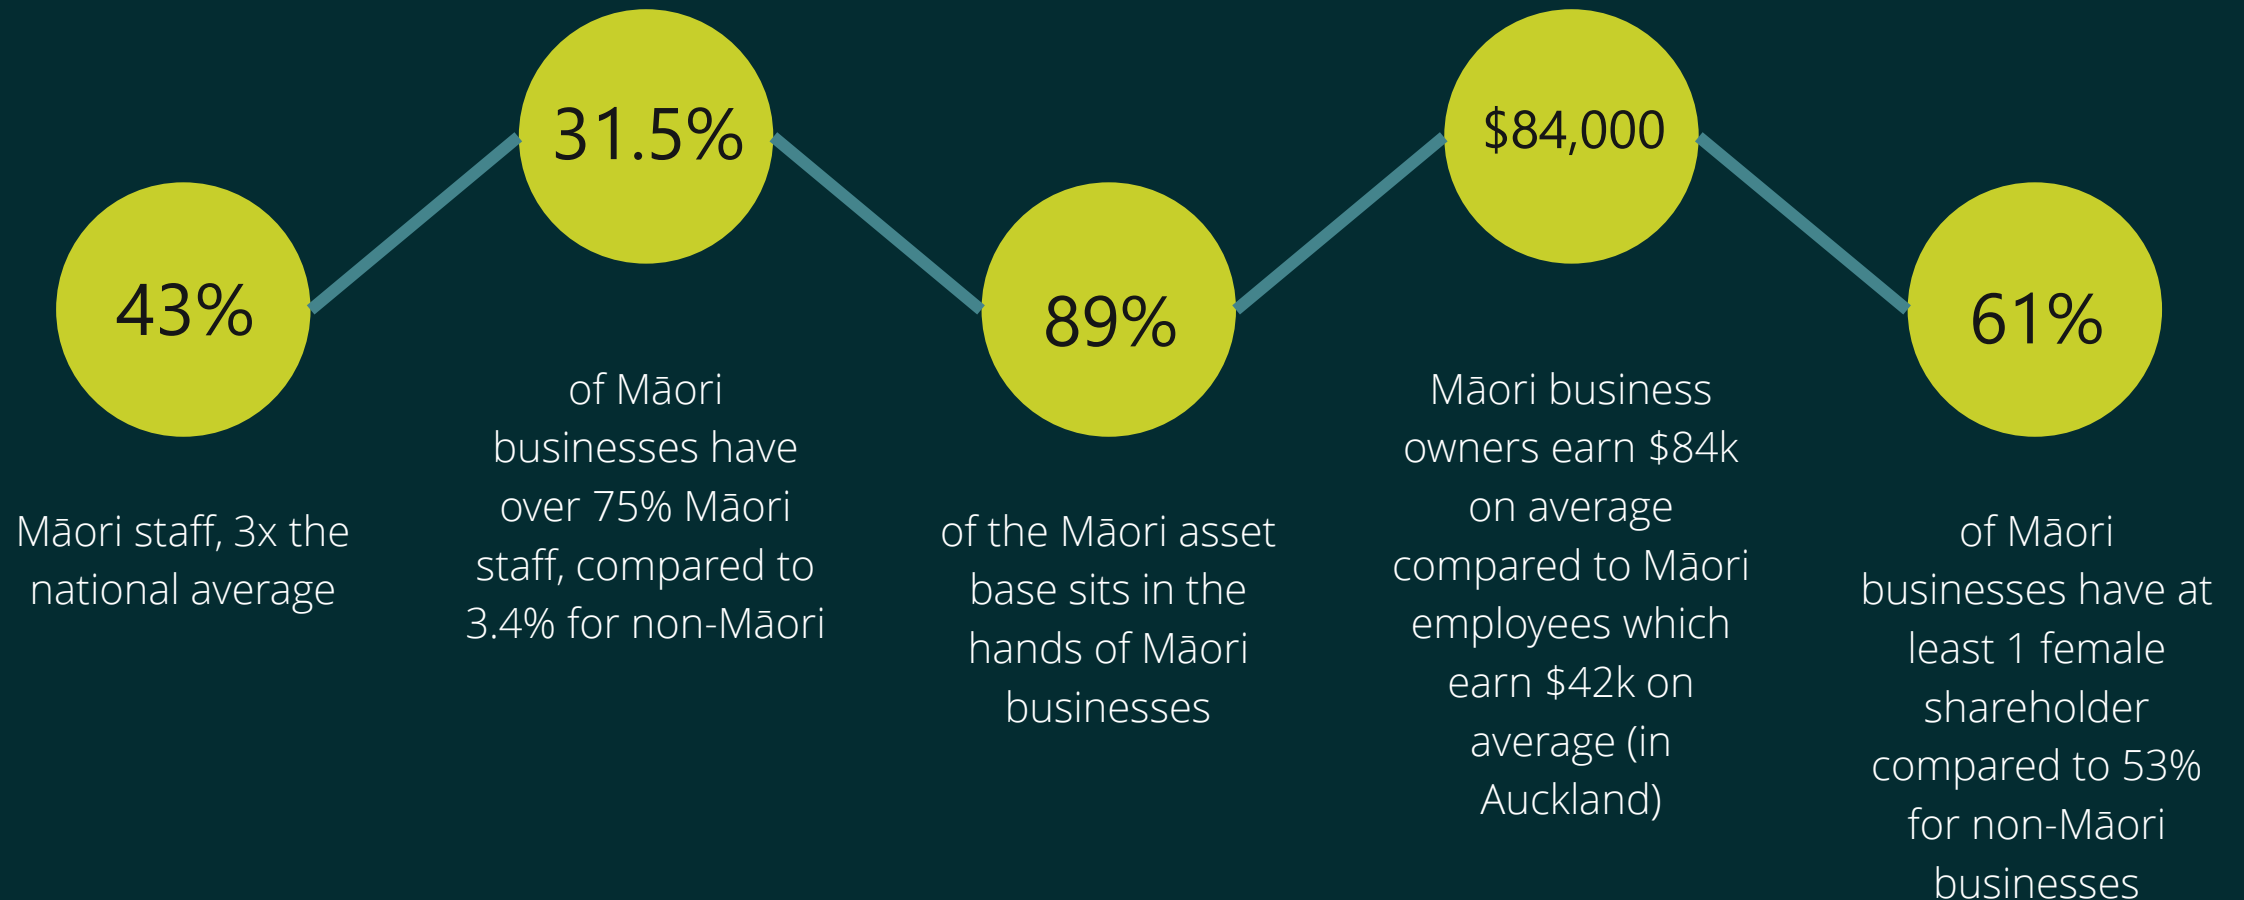 43%
Māori staff, 3x the
national average
31.5%
of Māori
businesses have
over 75% Māori
staff, compared to
3.4% for non-Māori
89%
of the Māori asset
base sits in the
hands of Māori
businesses
$84,000
Māori business
owners earn $84k
on average
compared to Māori
employees which
earn $42k on
average (in
Auckland)
61%
of Māori
businesses have at
least 1 female
shareholder
compared to 53%
for non-Māori
businesses